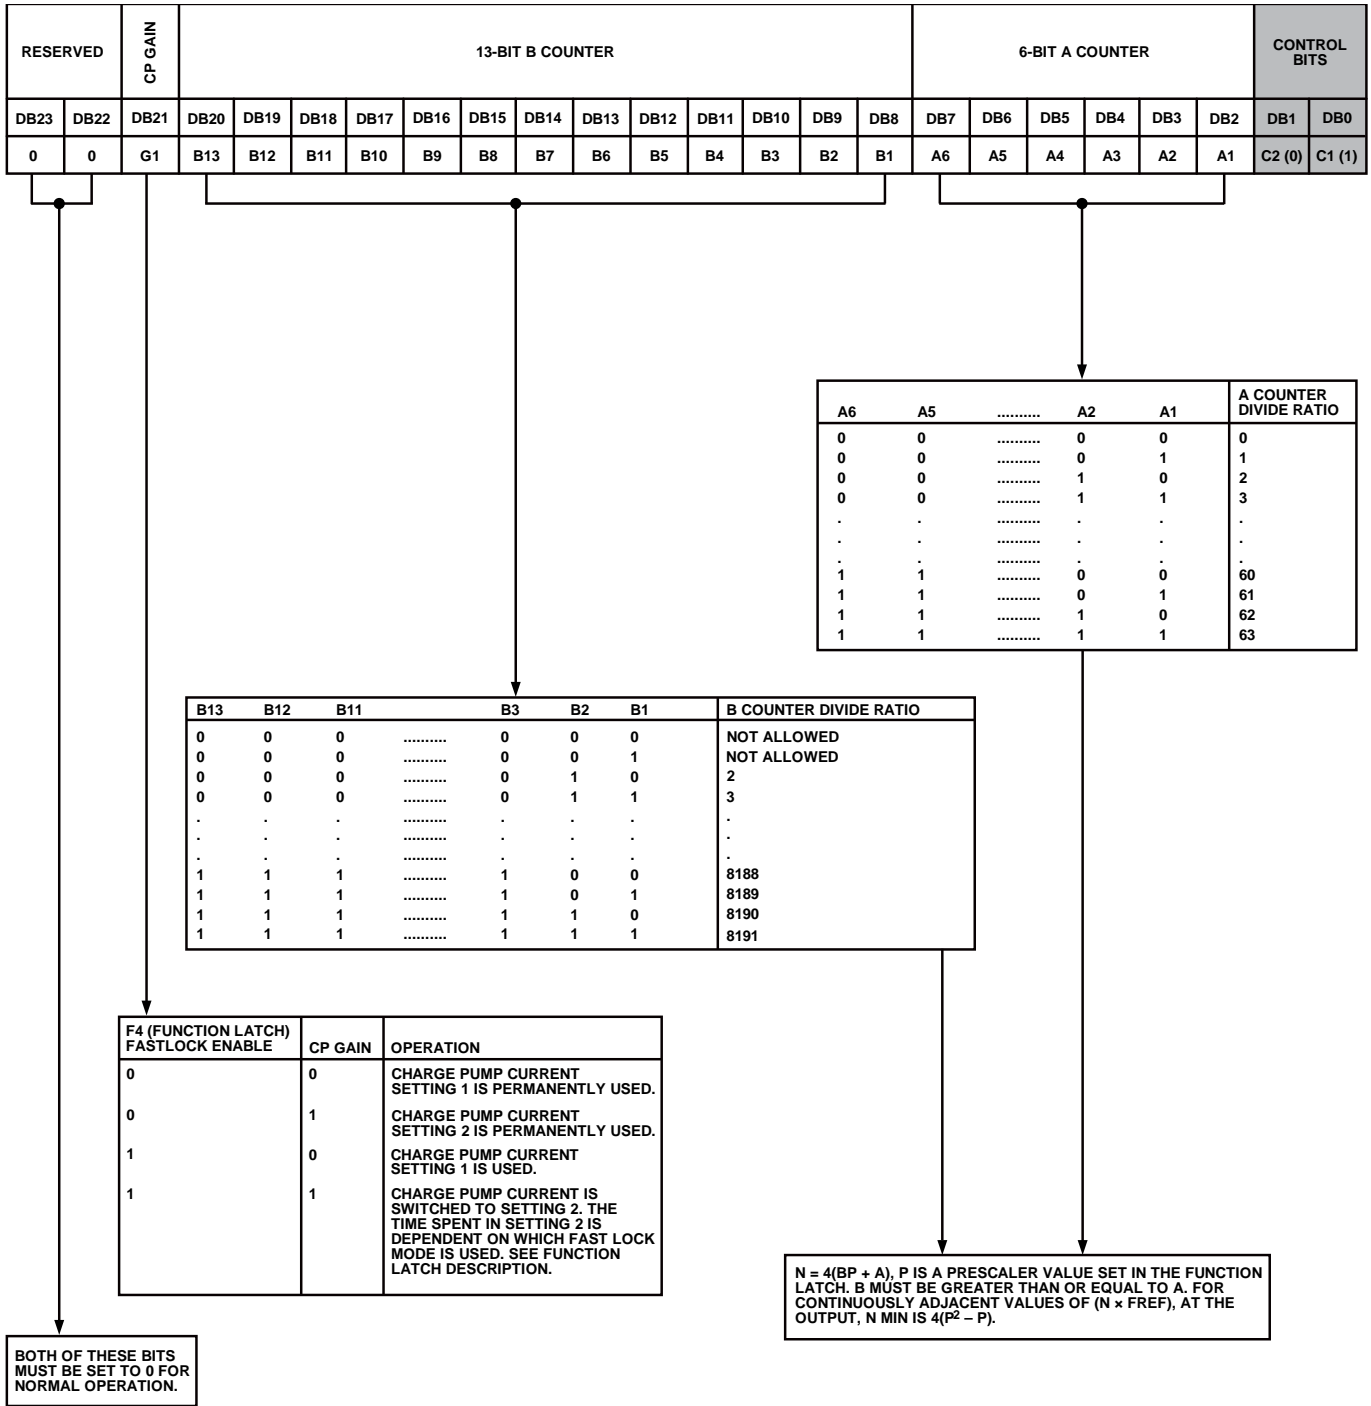 RESERVED
CP GAIN
13-BIT B COUNTER
6-BIT A COUNTER
CONTROL
BITS
DB23 DB22 DB21 DB20 DB19 DB18 DB17 DB16 DB15 DB14 DB13 DB12 DB11 DB10 DB9 DB8 DB7 DB6 DB5 DB4 DB3 DB2 DB1 DB0
0 0 G1 B13 B12 B11 B10 B9 B8 B7 B6 B5 B4 B3 B2 B1 A6 A5 A4 A3 A2 A1 C2 (0) C1 (1)
A6 A5 .......... A2 A1 A COUNTER
DIVIDE RATIO
0 0 .......... 0 0 0
0 0 .......... 0 1 1
0 0 .......... 1 0 2
0 0 .......... 1 1 3
. . .......... . . .
. . .......... . . .
. . .......... . . .
1 1 .......... 0 0 60
1 1 .......... 0 1 61
1 1 .......... 1 0 62
1 1 .......... 1 1 63
B13 B12 B11 B3 B2 B1 B COUNTER DIVIDE RATIO
0 0 0 .......... 0 0 0 NOT ALLOWED
0 0 0 .......... 0 0 1 NOT ALLOWED
0 0 0 .......... 0 1 0 2
0 0 0 .......... 0 1 1 3
. . . .......... . . . .
. . . .......... . . . .
. . . .......... . . . .
1 1 1 .......... 1 0 0 8188
1 1 1 .......... 1 0 1 8189
1 1 1 .......... 1 1 0 8190
1 1 1 .......... 1 1 1 8191
F4 (FUNCTION LATCH)
FASTLOCK ENABLE CP GAIN OPERATION
0 0 CHARGE PUMP CURRENT
SETTING 1 IS PERMANENTLY USED.
0 1 CHARGE PUMP CURRENT
SETTING 2 IS PERMANENTLY USED.
1 0 CHARGE PUMP CURRENT
SETTING 1 IS USED.
1 1 CHARGE PUMP CURRENT IS
SWITCHED TO SETTING 2. THE
TIME SPENT IN SETTING 2 IS
DEPENDENT ON WHICH FAST LOCK
MODE IS USED. SEE FUNCTION
LATCH DESCRIPTION.
N = 4(BP + A), P IS A PRESCALER VALUE SET IN THE FUNCTION
LATCH. B MUST BE GREATER THAN OR EQUAL TO A. FOR
CONTINUOUSLY ADJACENT VALUES OF (N × FREF), AT THE
OUTPUT, N MIN IS 4(P² – P).
BOTH OF THESE BITS
MUST BE SET TO 0 FOR
NORMAL OPERATION.